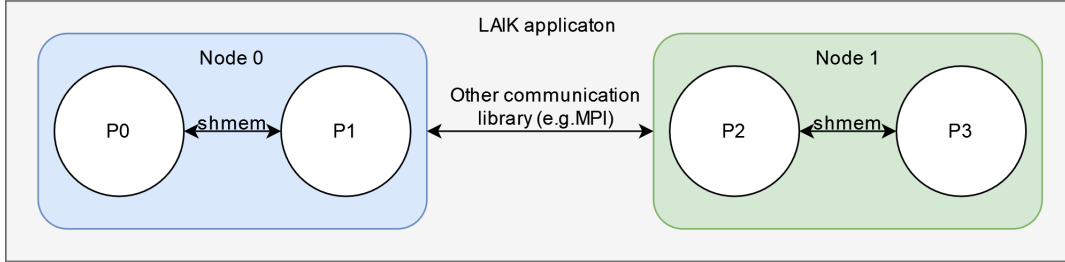 LAIK applicaton
Node 0
Node 1
Other communication
library (e.g.MPI)
P0
shmem
P1
P2
shmem
P3